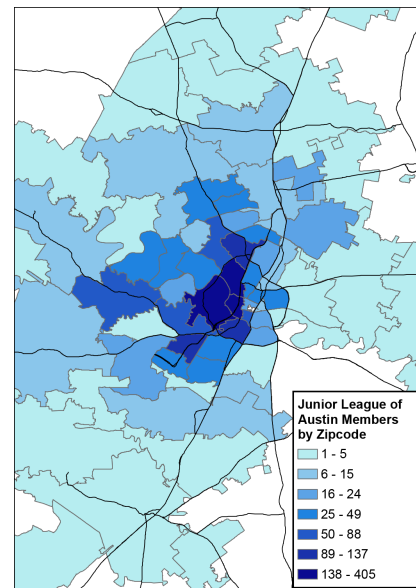 Junior League of
Austin Members
by Zipcode
1 - 5
6 - 15
16 - 24
25 - 49
50 - 88
89 - 137
138 - 405